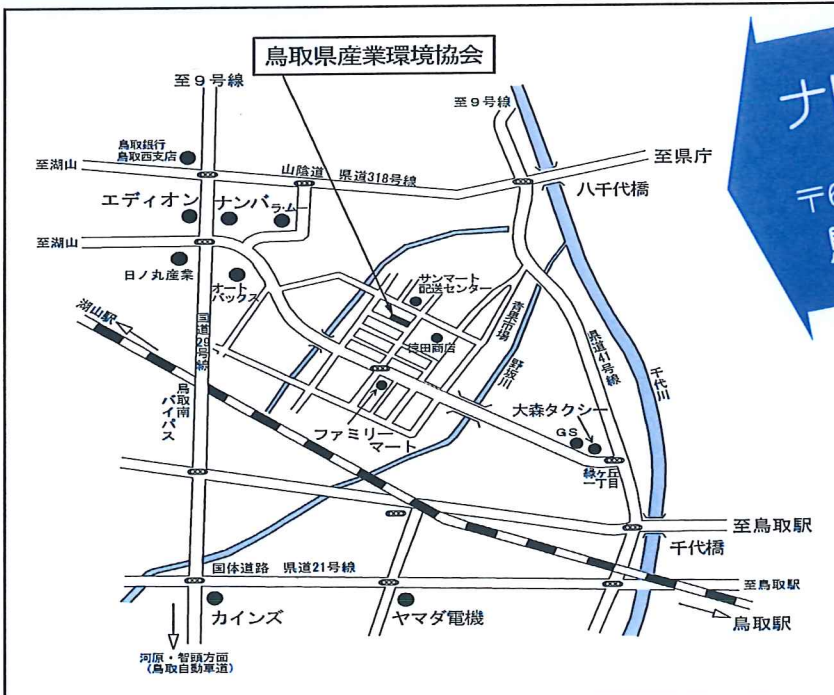 鳥取県産業環境協会
至9号線
至9号線
鳥取銀行
鳥取西支店
至湖山
山陰道 県道318号線
至県庁
八千代橋
エディオン
ナンバ
ラ・ムー
至湖山
日ノ丸産業
オート
バックス
サンマート
配送センター
青果市場
湖山駅
国道29号線
鳥取南
バイパス
田商店
野坂川
県道41号線
千代川
ファミリー
マート
大森タクシー
GS
緑ヶ丘
一丁目
至鳥取駅
千代橋
国体道路 県道21号線
至鳥取駅
カインズ
ヤマダ電機
鳥取駅
河原・智頭方面
(鳥取自動車道)
〒6